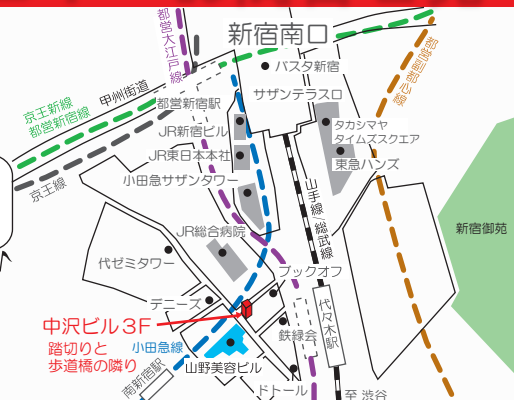 新宿南口
都営大江戸線
バスタ新宿
都営副都心線
サザンテラス口
甲州街道
京王新線
都営新宿線
都営新宿駅
JR新宿ビル
タカシマヤ
タイムズスクエア
JR東日本本社
東急ハンズ
京王線
小田急サザンタワー
山手線/総武線
JR総合病院
新宿御苑
代ゼミタワー
ブックオフ
デニーズ
代々木駅
中沢ビル3F
鉄緑会
踏切りと
歩道橋の隣り
小田急線
山野美容ビル
南新宿駅
ドトール
至 渋谷